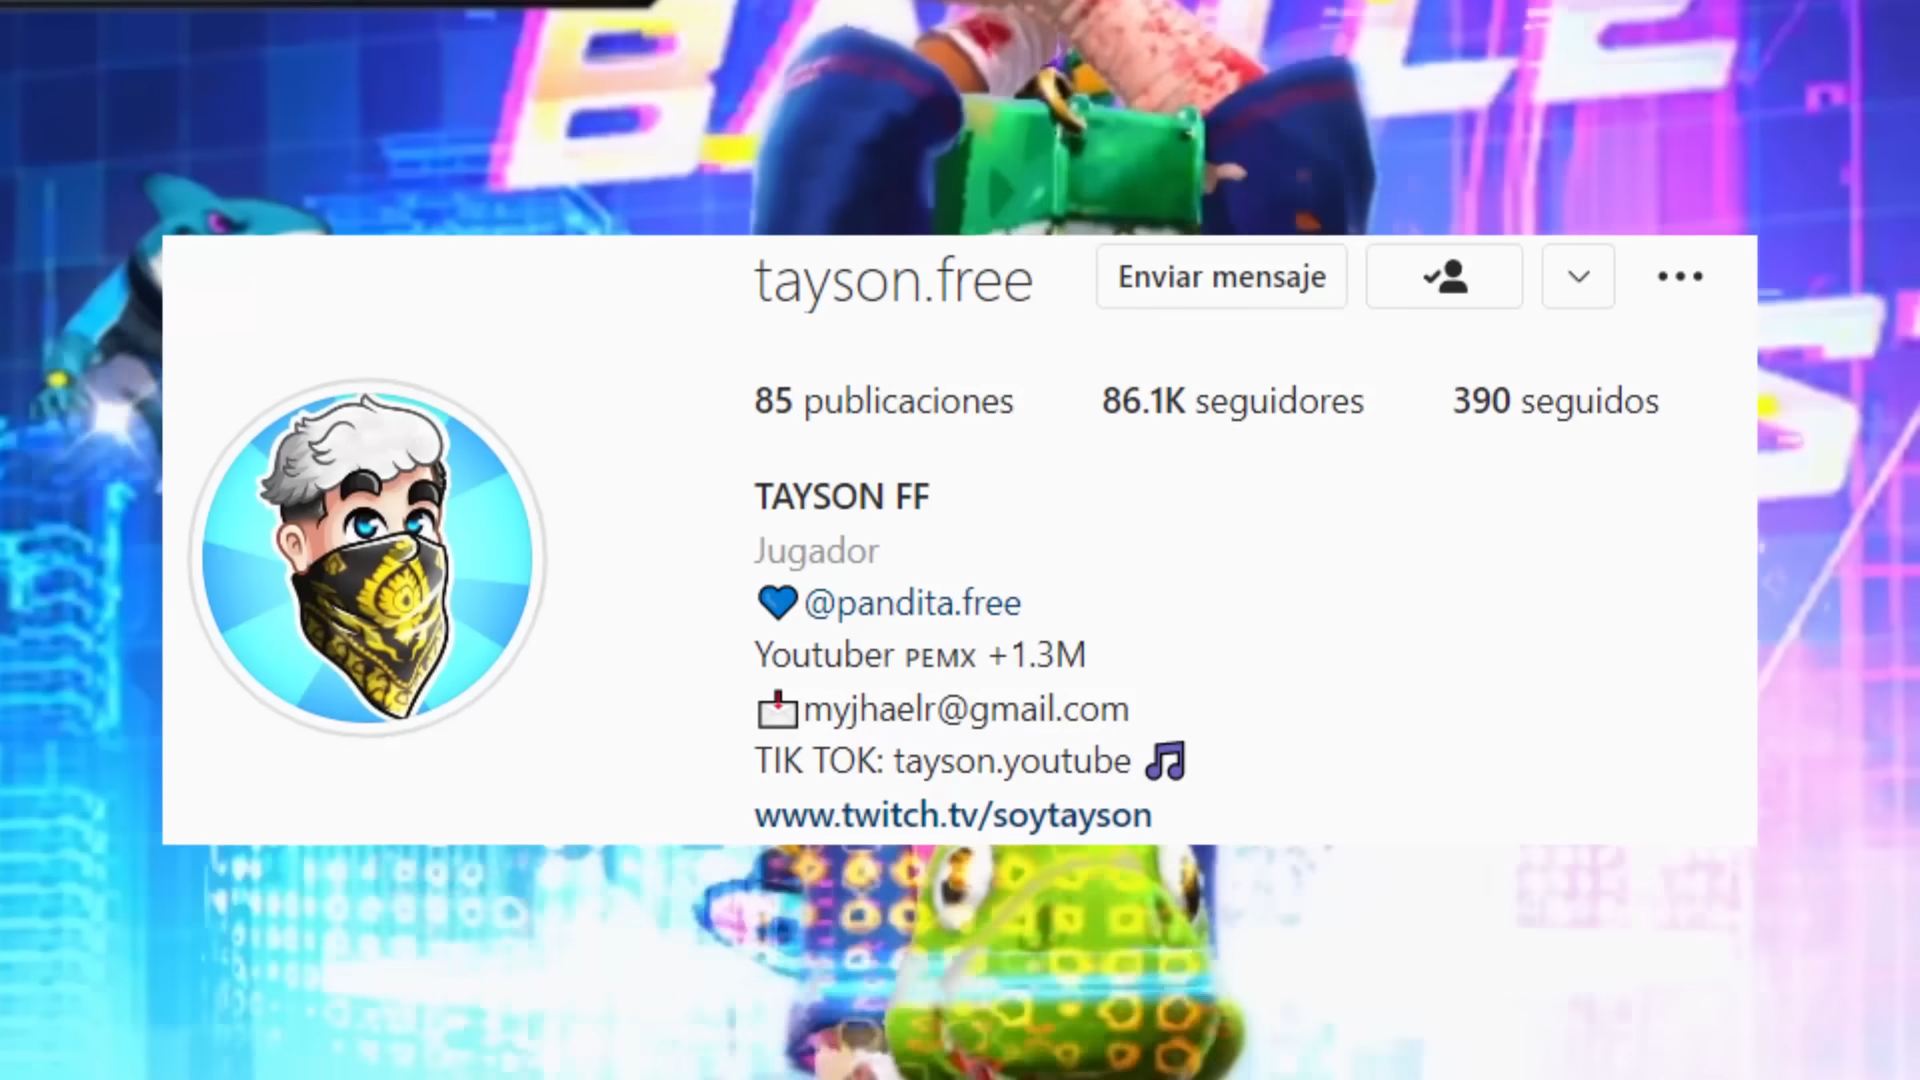 tayson.free Enviar mensaje
85 publicaciones 86.1K seguidores 390 seguidos
TAYSON FF
Jugador
💙@pandita.free
Youtuber ᴘᴇᴍx +1.3M
📩myjhaelr@gmail.com
TIK TOK: tayson.youtube 🎵
www.twitch.tv/soytayson